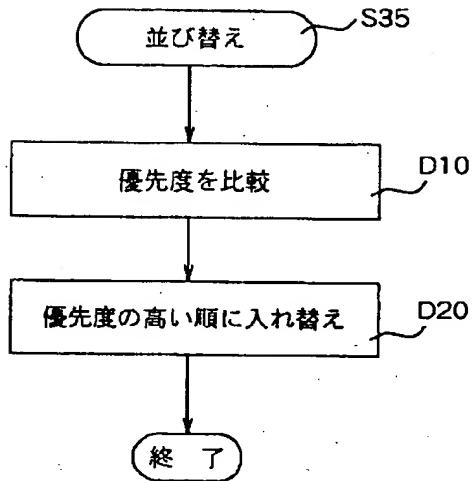 並び替え
S35
優先度を比較
D10
優先度の高い順に入れ替え
D20
終 了